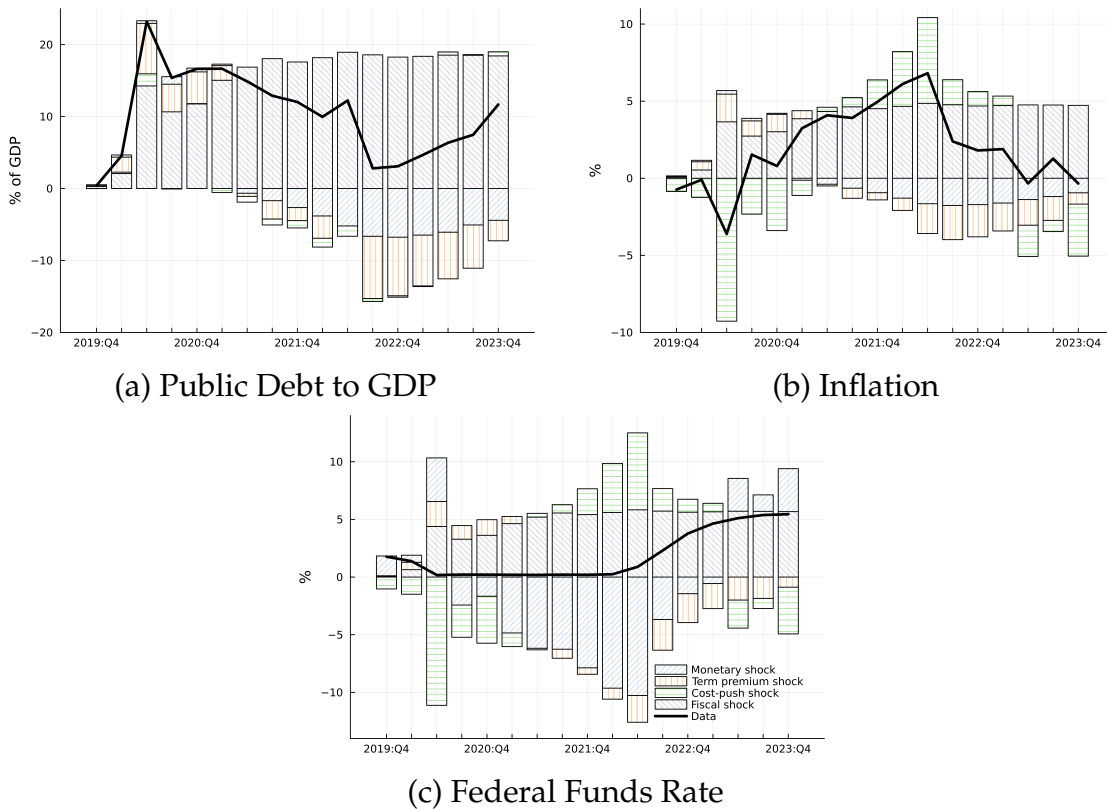 % of GDP
20
10
0
−10
−20
2019:Q4 2020:Q4 2021:Q4 2022:Q4 2023:Q4
(a) Public Debt to GDP
%
10
5
0
−5
−10
2019:Q4 2020:Q4 2021:Q4 2022:Q4 2023:Q4
(b) Inflation
%
10
5
0
−5
−10
Monetary shock
Term premium shock
Cost-push shock
Fiscal shock
Data
2019:Q4 2020:Q4 2021:Q4 2022:Q4 2023:Q4
(c) Federal Funds Rate